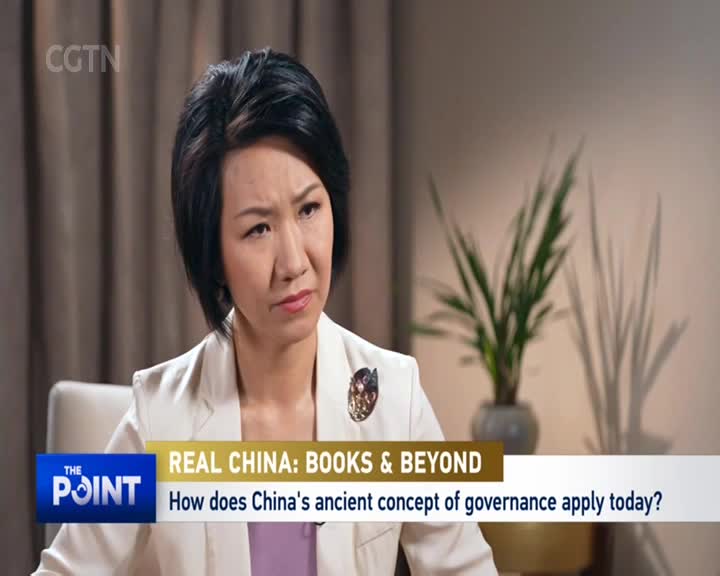 CGTN
REAL CHINA: BOOKS & BEYOND
THE
POINT
How does China's ancient concept of governance apply today?